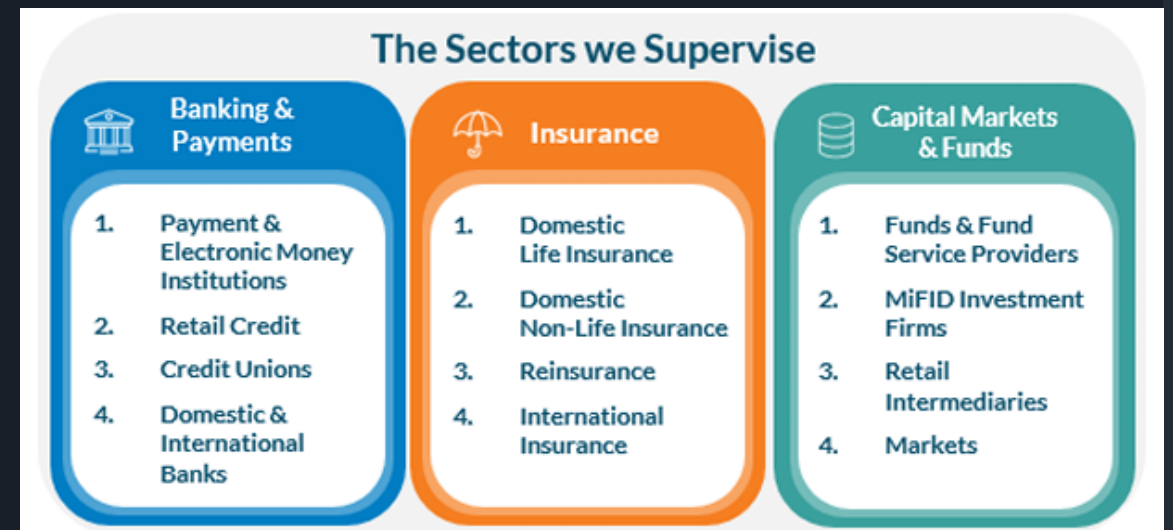 The Sectors we Supervise
Banking &
Payments
1. Payment &
Electronic Money
Institutions
2. Retail Credit
3. Credit Unions
4. Domestic &
International
Banks
Insurance
1. Domestic
Life Insurance
2. Domestic
Non-Life Insurance
3. Reinsurance
4. International
Insurance
Capital Markets
& Funds
1. Funds & Fund
Service Providers
2. MiFID Investment
Firms
3. Retail
Intermediaries
4. Markets